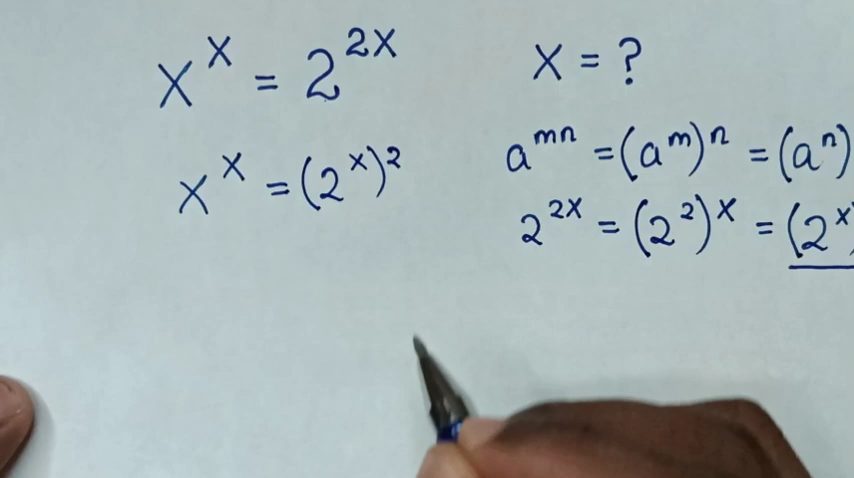 x^x = 2^{2x}
x = ?
a^{mn} = (a^m)^n = (a^n)
x^x = (2^x)^2
2^{2x} = (2^2)^x = (2^x)